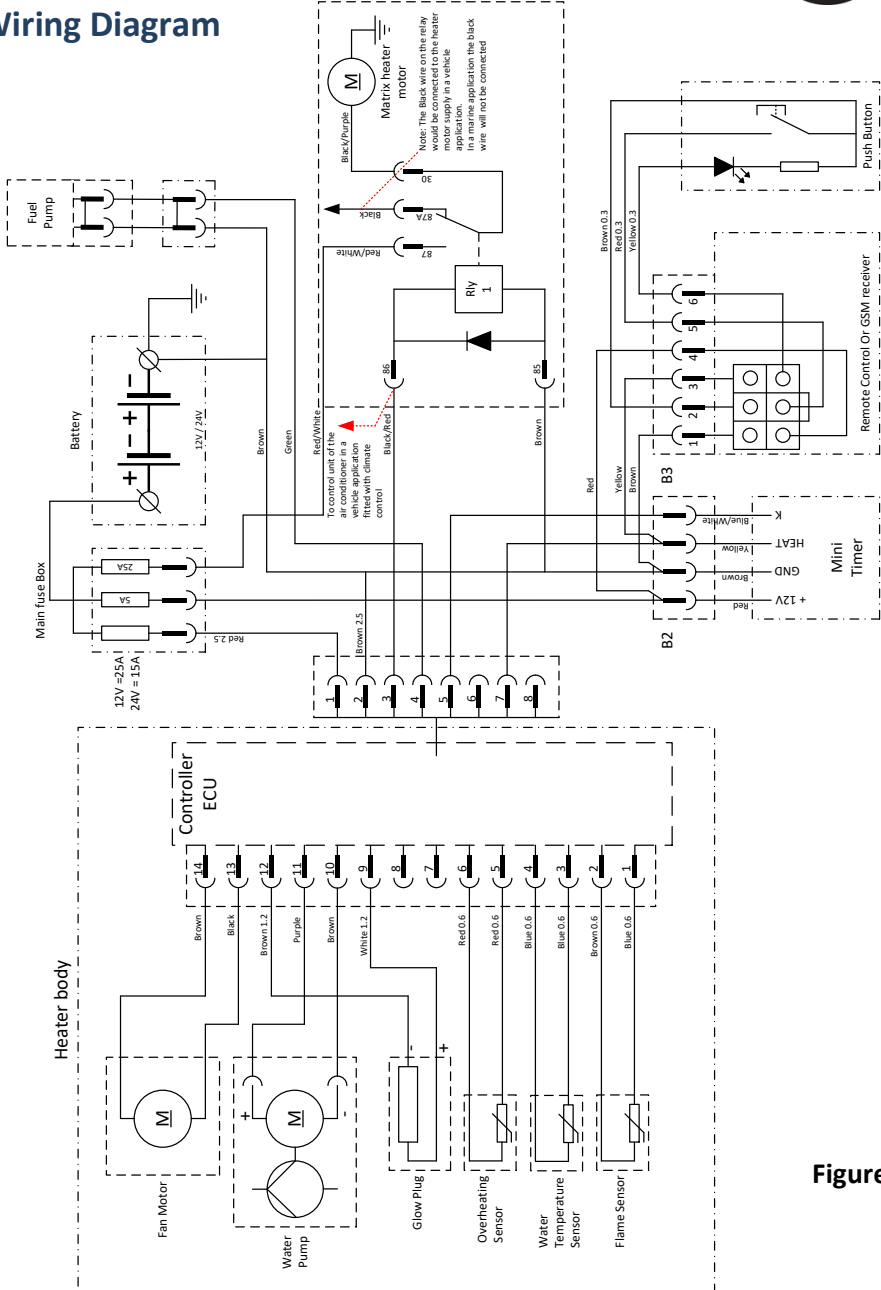 Wiring Diagram
Fuel
Pump
M
Matrix heater
motor
Black/Purple
Note: The Black wire on the relay
would be connected to the heater
motor supply in a vehicle
application.
In a marine application the black
wire will not be connected
30
87A
87
Black
Red/White
Rly
1
86
85
Battery
+ - + -
12V / 24V
Brown
Green
Red/White
To control unit of the
air conditioner in a
vehicle application
fitted with climate
control
Black/Red
Brown
Main fuse Box
25A
5A
12V =25A
24V = 15A
Red 2.5
Brown 2.5
1
2
3
4
5
6
7
8
Push Button
Brown 0.3
Red 0.3
Yellow 0.3
6
5
4
3
2
1
B3
Remote Control Or GSM receiver
Red
Yellow
Brown
B2
Blue/White
Yellow
Brown
Red
K
HEAT
GND
+ 12V
Mini
Timer
Heater body
Controller
ECU
14
13
12
11
10
9
8
7
6
5
4
3
2
1
Brown
Black
Brown 1.2
Purple
Brown
White 1.2
Red 0.6
Red 0.6
Blue 0.6
Blue 0.6
Brown 0.6
Blue 0.6
M
Fan Motor
+
M
-
Water
Pump
-
+
Glow Plug
Overheating
Sensor
Water
Temperature
Sensor
Flame Sensor
Figure